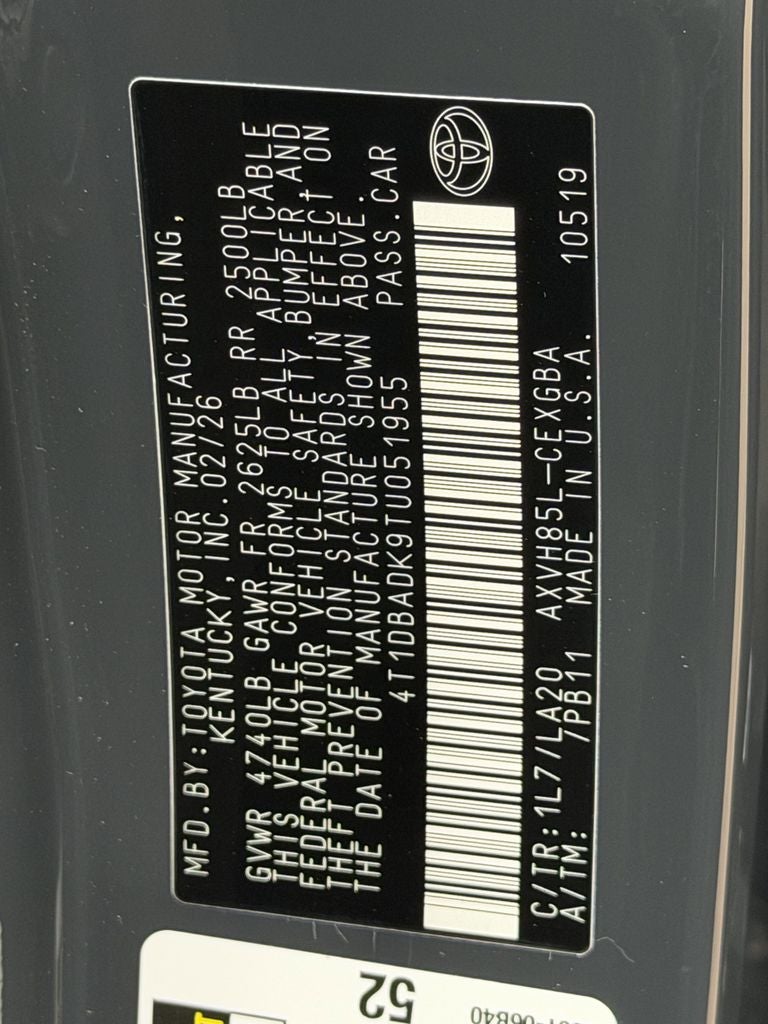 MFD.BY:TOYOTA MOTOR MANUFACTURING,
KENTUCKY, INC.02/26
GVWR 4740LB GAWR FR 2625LB RR 2500LB
THIS VEHICLE CONFORMS TO ALL APPLICABLE
FEDERAL MOTOR VEHICLE SAFETY,BUMPER,AND
THEFT PREVENTION STANDARDS IN EFFECT ON
THE DATE OF MANUFACTURE SHOWN ABOVE.
4T1DBADK9TU051955 PASS.CAR
C/TR:1L77/LA20 AXVH85L-CEXGBA 10519
A/TM: /PB11 MADE IN U.S.A.
52